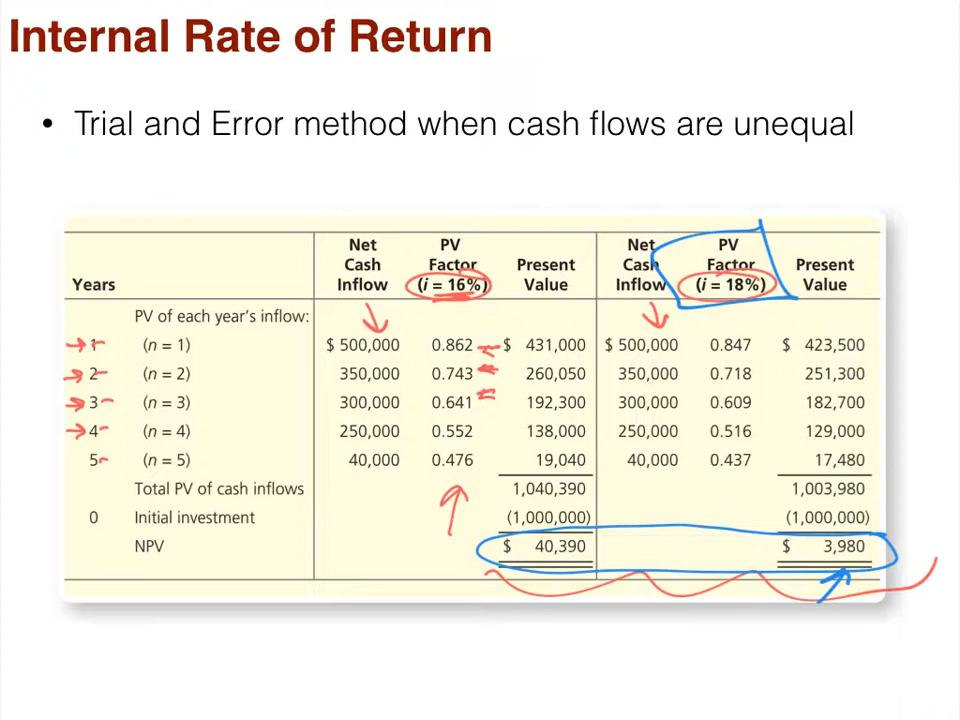 Internal Rate of Return
• Trial and Error method when cash flows are unequal
Net PV Net PV
Cash Factor Present Cash Factor Present
Years Inflow (i = 16%) Value Inflow (i = 18%) Value
PV of each year's inflow:
1 (n = 1) $ 500,000 0.862 $ 431,000 $ 500,000 0.847 $ 423,500
2 (n = 2) 350,000 0.743 260,050 350,000 0.718 251,300
3 (n = 3) 300,000 0.641 192,300 300,000 0.609 182,700
4 (n = 4) 250,000 0.552 138,000 250,000 0.516 129,000
5 (n = 5) 40,000 0.476 19,040 40,000 0.437 17,480
Total PV of cash inflows 1,040,390 1,003,980
0 Initial investment (1,000,000) (1,000,000)
NPV $ 40,390 $ 3,980